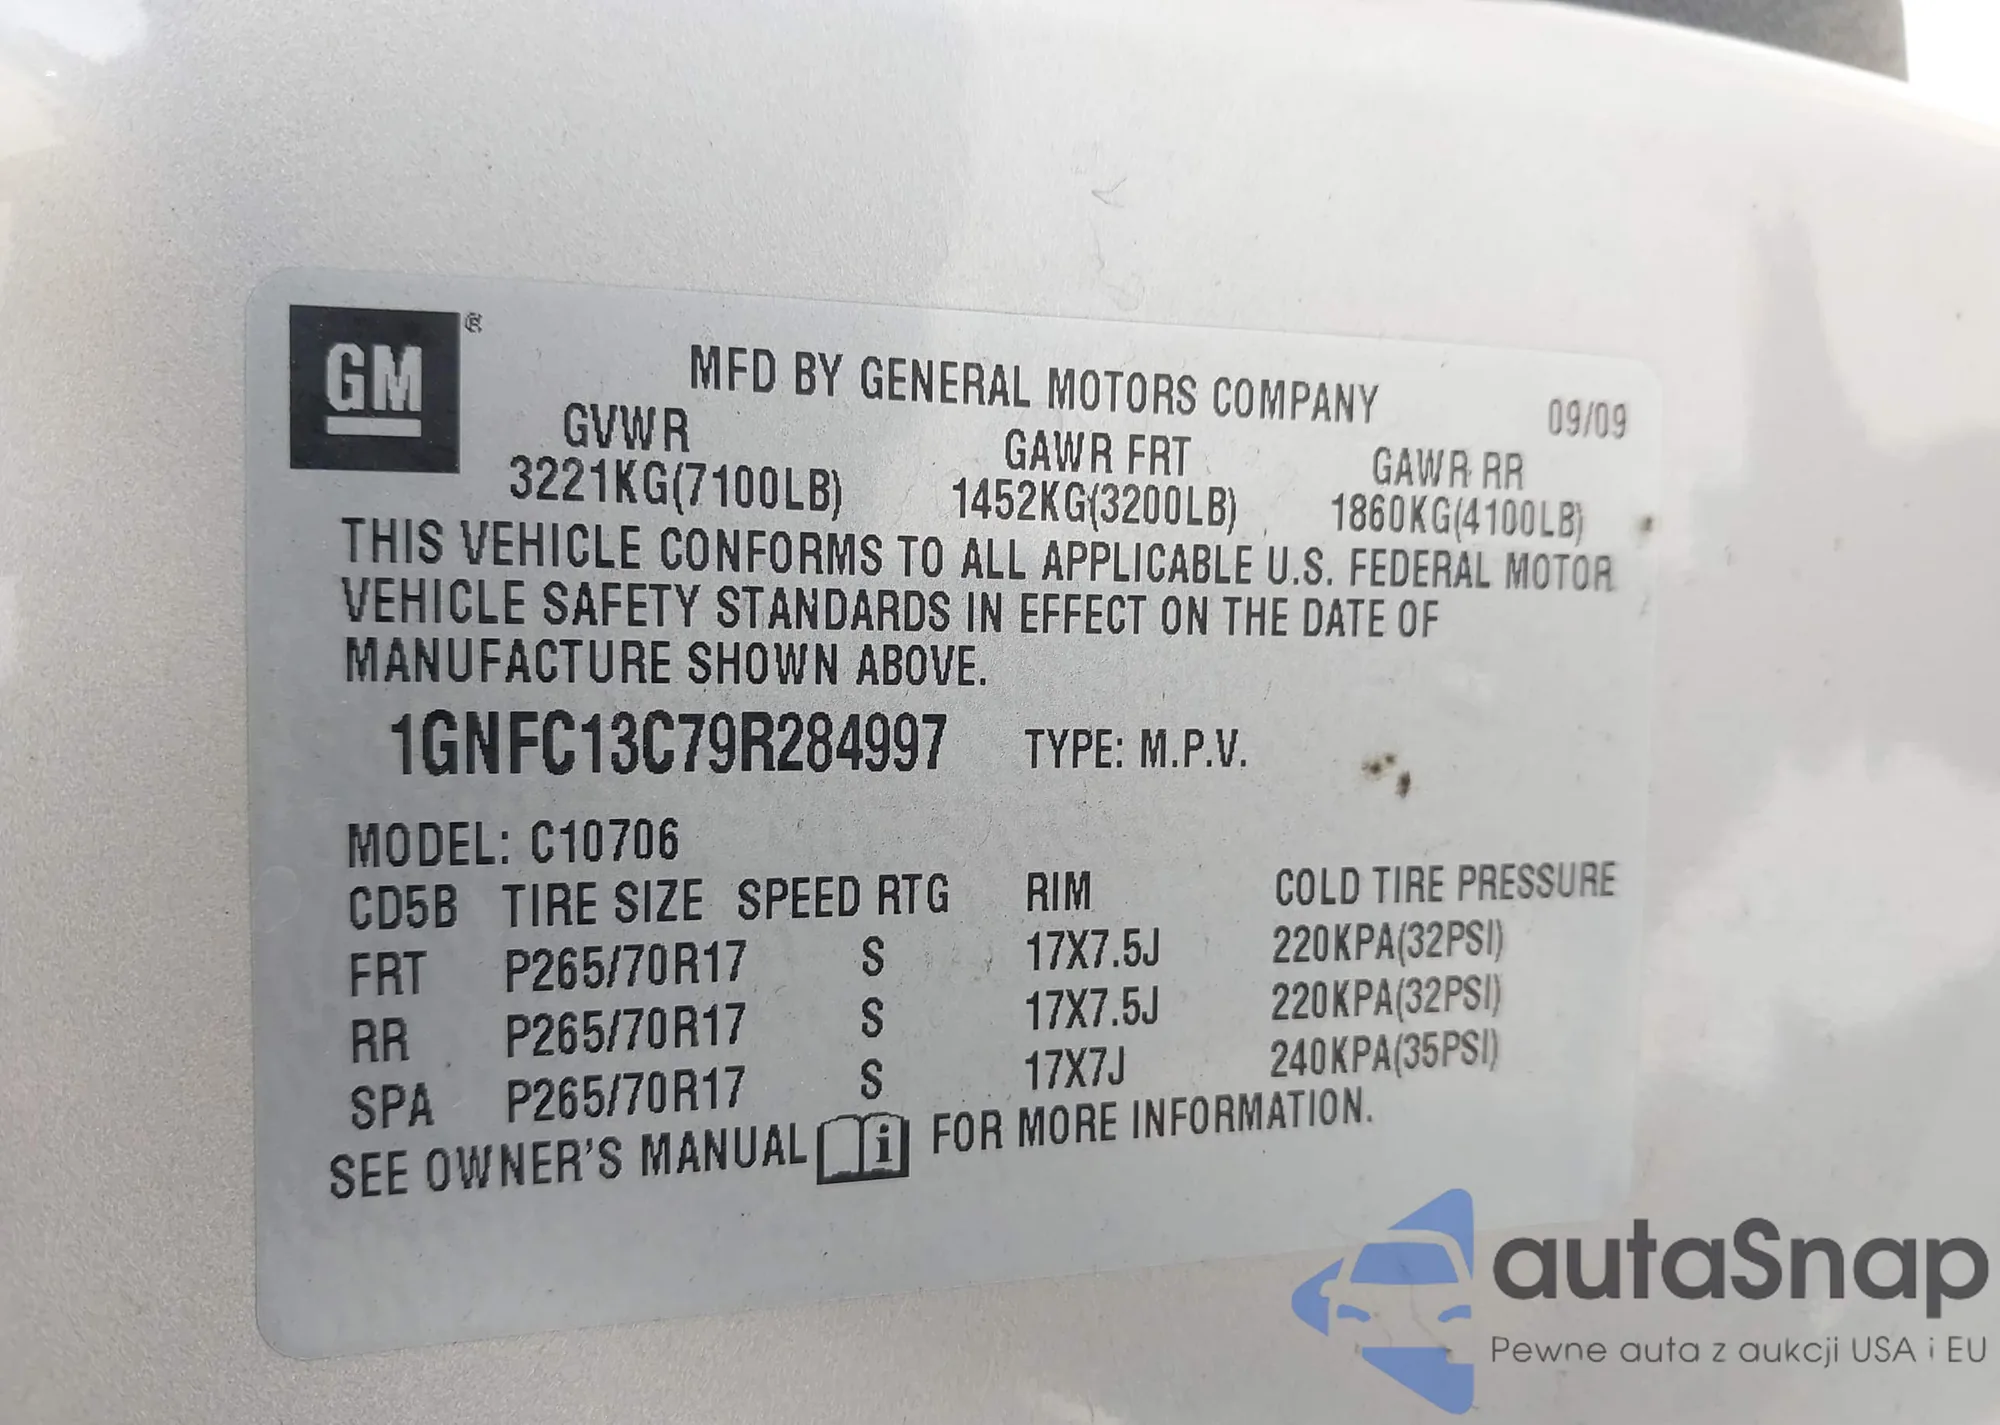 GM ®
MFD BY GENERAL MOTORS COMPANY 09/09
GVWR GAWR FRT GAWR RR
3221KG(7100LB) 1452KG(3200LB) 1860KG(4100LB)
THIS VEHICLE CONFORMS TO ALL APPLICABLE U.S. FEDERAL MOTOR
VEHICLE SAFETY STANDARDS IN EFFECT ON THE DATE OF
MANUFACTURE SHOWN ABOVE.
1GNFC13C79R284997 TYPE: M.P.V.
MODEL: C10706
CD5B TIRE SIZE SPEED RTG RIM COLD TIRE PRESSURE
FRT P265/70R17 S 17X7.5J 220KPA(32PSI)
RR P265/70R17 S 17X7.5J 220KPA(32PSI)
SPA P265/70R17 S 17X7J 240KPA(35PSI)
SEE OWNER'S MANUAL i FOR MORE INFORMATION.
autaSnap
Pewne auta z aukcji USA i EU